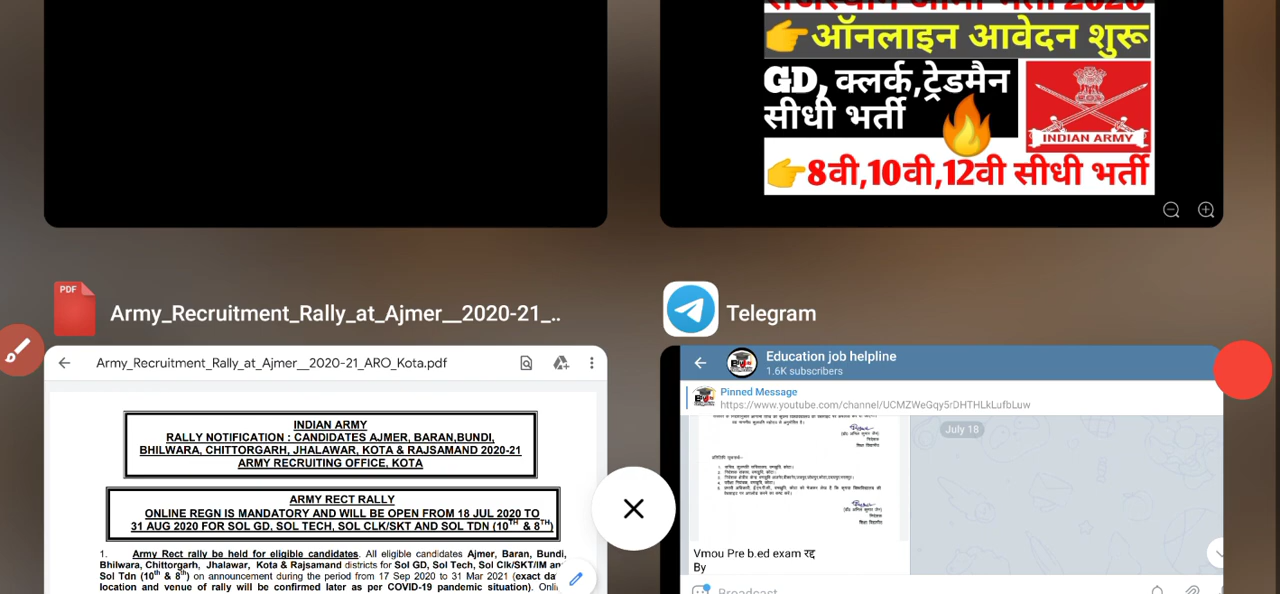 राजस्थान आर्मी भर्ती 2020
👉ऑनलाइन आवेदन शुरू
GD, क्लर्क,ट्रेडमैन
सीधी भर्ती
INDIAN ARMY
👉8वी,10वी,12वी सीधी भर्ती
PDF
Army_Recruitment_Rally_at_Ajmer__2020-21_..
Army_Recruitment_Rally_at_Ajmer__2020-21_ARO_Kota.pdf
INDIAN ARMY
RALLY NOTIFICATION : CANDIDATES AJMER, BARAN,BUNDI,
BHILWARA, CHITTORGARH, JHALAWAR, KOTA & RAJSAMAND 2020-21
ARMY RECRUITING OFFICE, KOTA
ARMY RECT RALLY
ONLINE REGN IS MANDATORY AND WILL BE OPEN FROM 18 JUL 2020 TO
31 AUG 2020 FOR SOL GD, SOL TECH, SOL CLK/SKT AND SOL TDN (10TH & 8TH)
1. Army Rect rally be held for eligible candidates. All eligible candidates Ajmer, Baran, Bundi,
Bhilwara, Chittorgarh, Jhalawar, Kota & Rajsamand districts for Sol GD, Sol Tech, Sol Clk/SKT/IM an
Sol Tdn (10th & 8th) on announcement during the period from 17 Sep 2020 to 31 Mar 2021 (exact dat
location and venue of rally will be confirmed later as per COVID-19 pandemic situation). Onli
Telegram
Education job helpline
1.6K subscribers
Pinned Message
https://www.youtube.com/channel/UCMZWeGqy5rDHTHLkLufbLuw
July 18
Vmou Pre b.ed exam रद्द
By
Broadcast